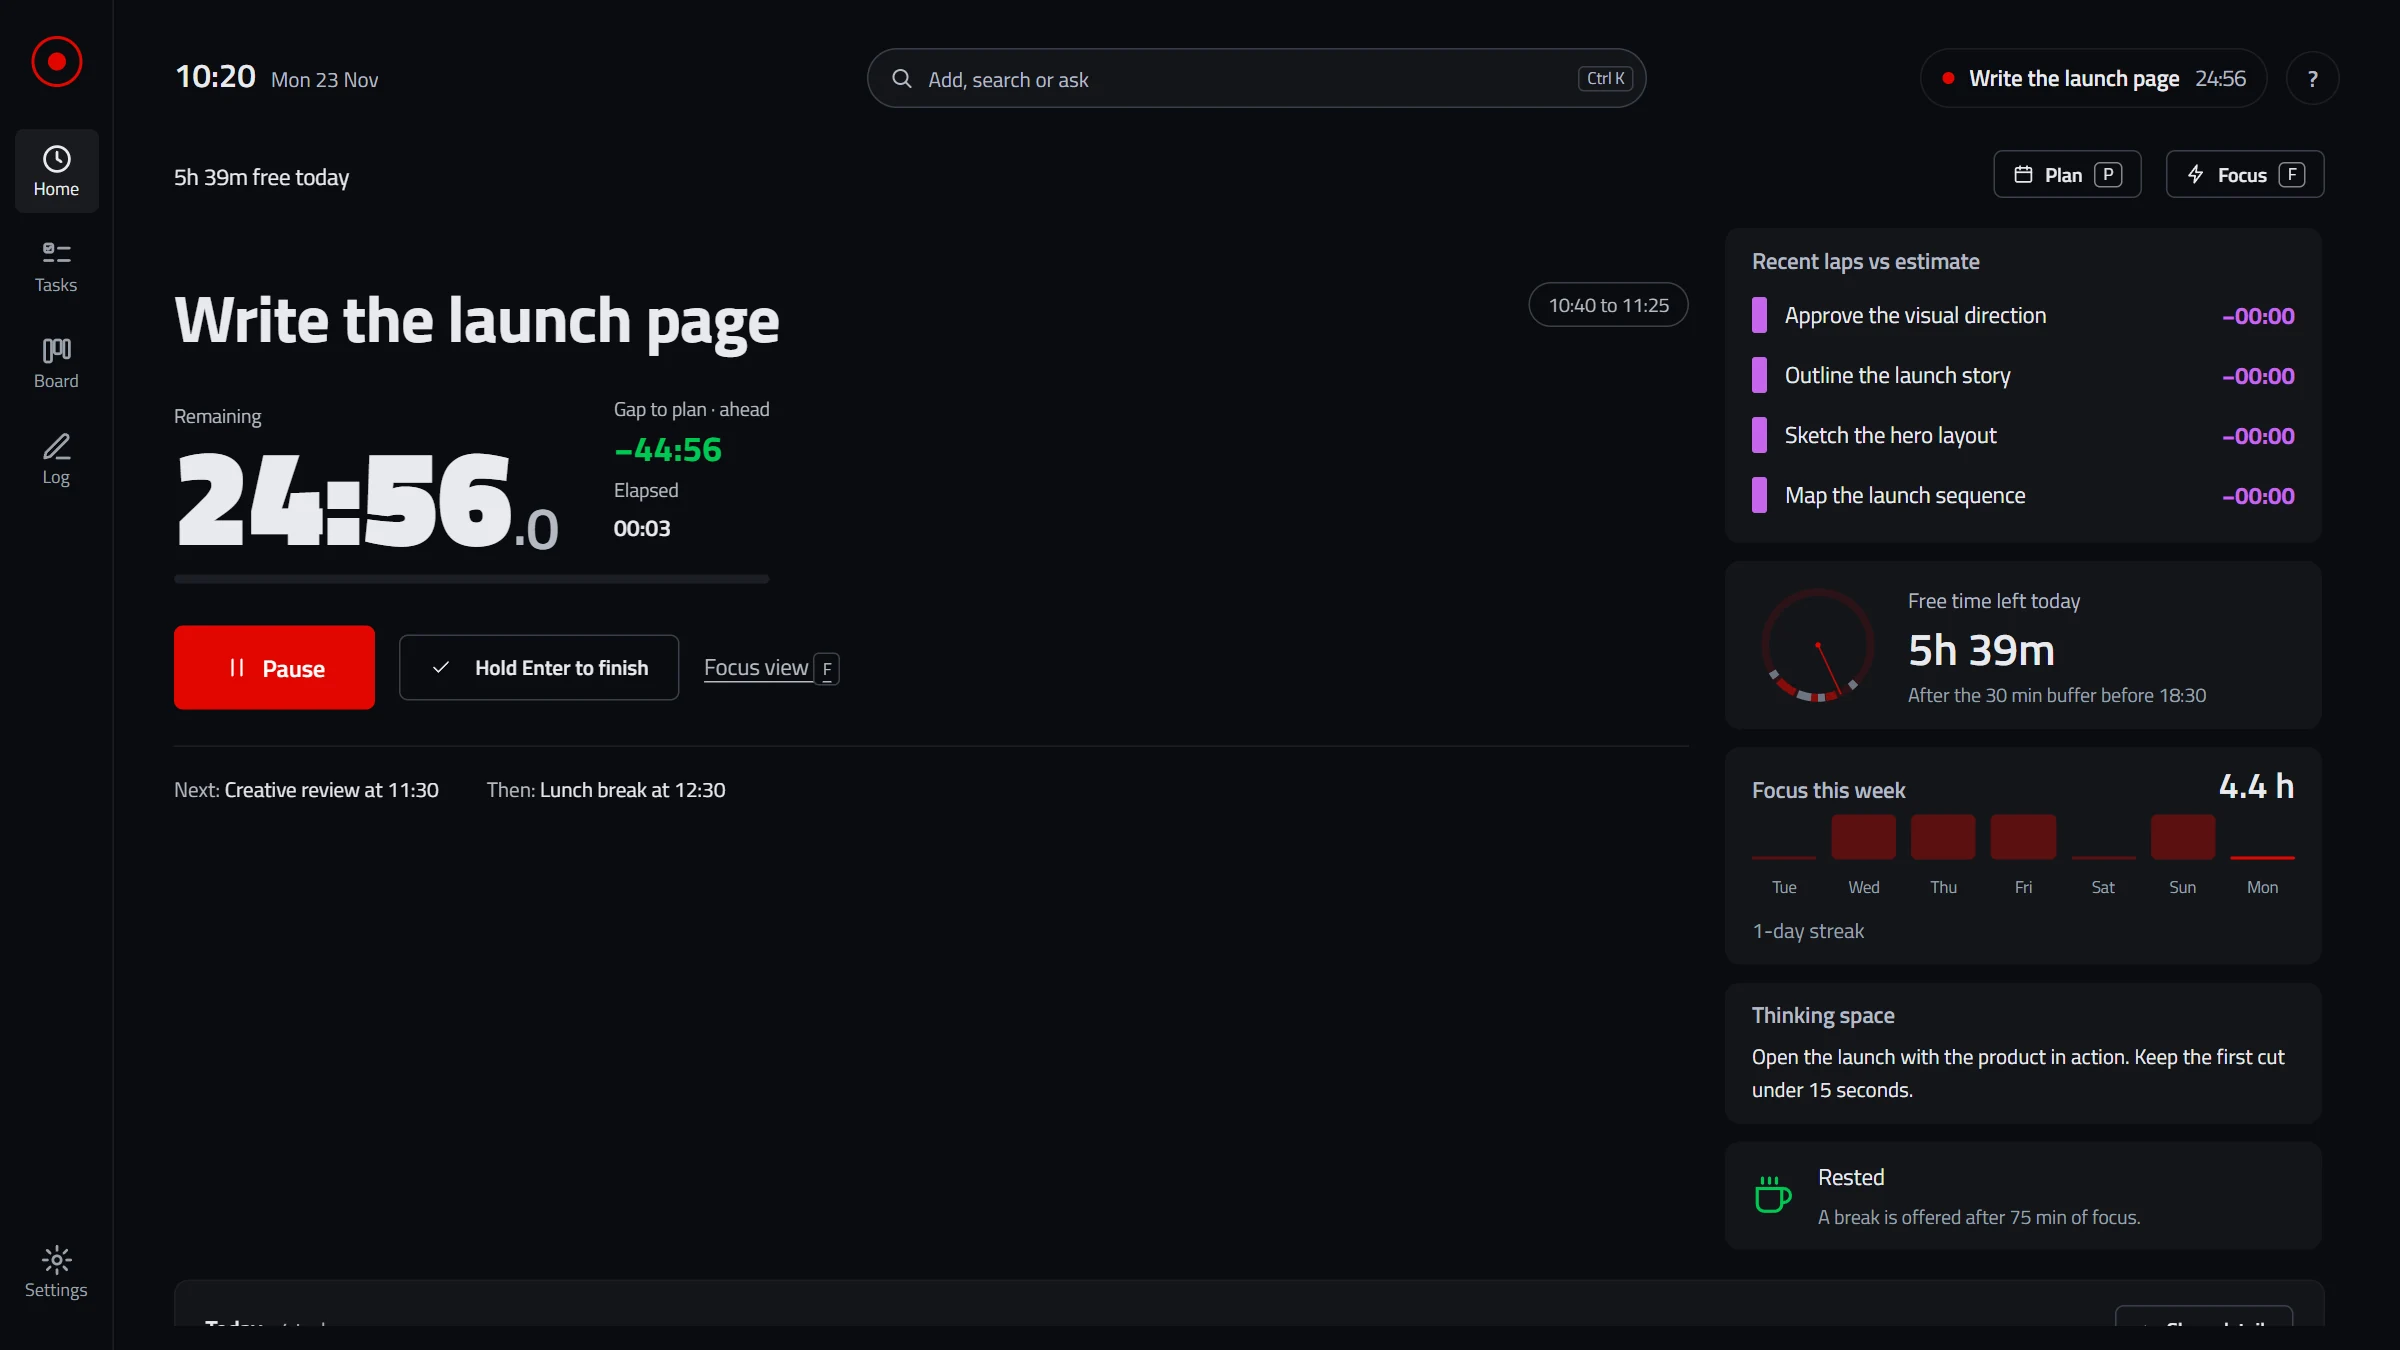 10:20 Mon 23 Nov
Add, search or ask
Ctrl K
Write the launch page 24:56
?
Home
Tasks
Board
Log
Settings
5h 39m free today
Plan P
Focus F
Write the launch page
10:40 to 11:25
Remaining
24:56.0
Gap to plan · ahead
−44:56
Elapsed
00:03
Pause
Hold Enter to finish
Focus view F
Next: Creative review at 11:30
Then: Lunch break at 12:30
Recent laps vs estimate
Approve the visual direction −00:00
Outline the launch story −00:00
Sketch the hero layout −00:00
Map the launch sequence −00:00
Free time left today
5h 39m
After the 30 min buffer before 18:30
Focus this week 4.4 h
Tue Wed Thu Fri Sat Sun Mon
1-day streak
Thinking space
Open the launch with the product in action. Keep the first cut
under 15 seconds.
Rested
A break is offered after 75 min of focus.
Today